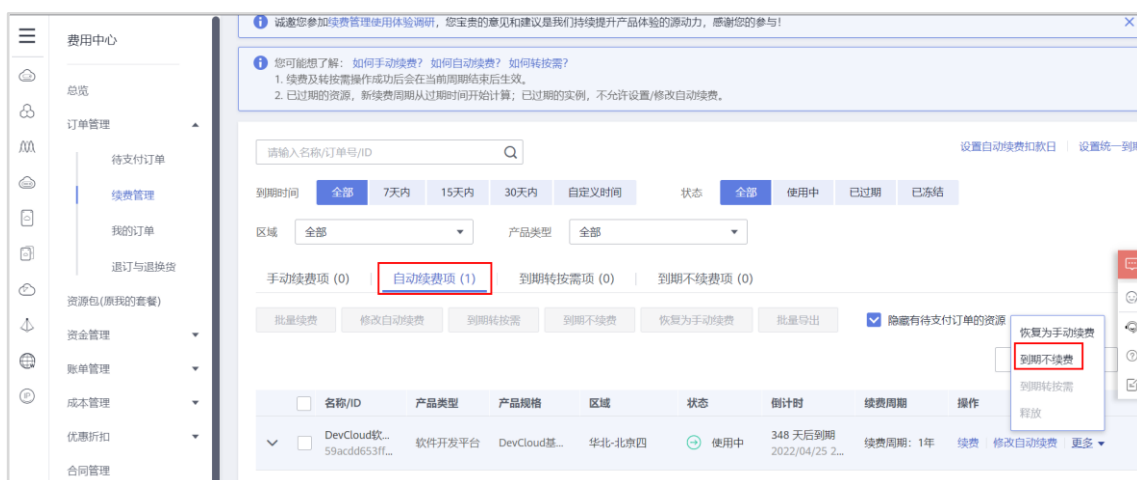 费用中心
总览
订单管理
待支付订单
续费管理
我的订单
退订与退换货
资源包(原我的套餐)
资金管理
账单管理
成本管理
优惠折扣
合同管理
诚邀您参加续费管理使用体验调研，您宝贵的意见和建议是我们持续提升产品体验的源动力，感谢您的参与!
您可能想了解： 如何手动续费? 如何自动续费? 如何转按需?
1. 续费及转按需操作成功后会在当前周期结束后生效。
2. 已过期的资源，新续费周期从过期时间开始计算；已过期的实例，不允许设置/修改自动续费。
请输入名称/订单号/ID
设置自动续费扣款日 设置统一到期
到期时间 全部 7天内 15天内 30天内 自定义时间 状态 全部 使用中 已过期 已冻结
区域 全部 产品类型 全部
手动续费项 (0) 自动续费项 (1) 到期转按需项 (0) 到期不续费项 (0)
批量续费 修改自动续费 到期转按需 到期不续费 恢复为手动续费 批量导出 隐藏有待支付订单的资源
恢复为手动续费
到期不续费
到期转按需
释放
名称/ID 产品类型 产品规格 区域 状态 倒计时 续费周期 操作
DevCloud软... 软件开发平台 DevCloud基... 华北-北京四 使用中 348 天后到期 续费周期：1年 续费 修改自动续费 更多
59acdd653ff... 2022/04/25 2...